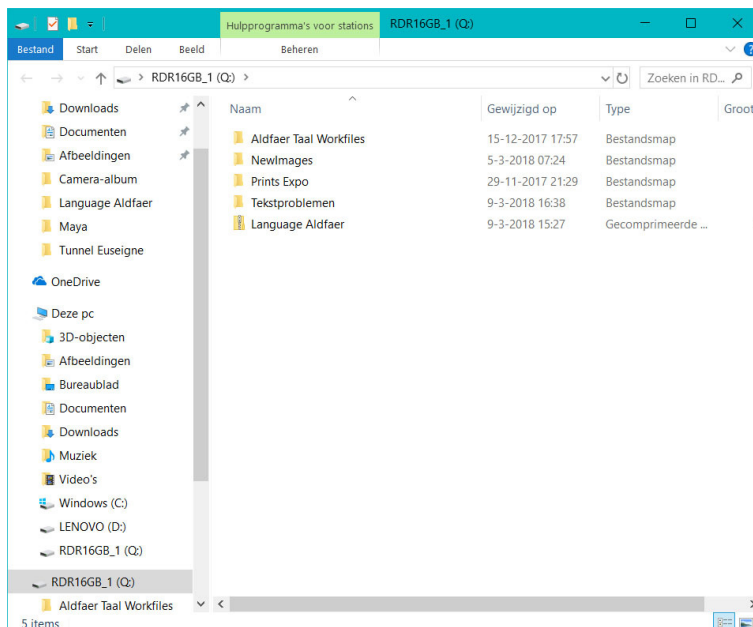 Hulpprogramma's voor stations
RDR16GB_1 (Q:)
Bestand
Start
Delen
Beeld
Beheren
RDR16GB_1 (Q:)
Zoeken in RD...
Downloads
Documenten
Afbeeldingen
Camera-album
Language Aldfaer
Maya
Tunnel Euseigne
OneDrive
Deze pc
3D-objecten
Afbeeldingen
Bureaublad
Documenten
Downloads
Muziek
Video's
Windows (C:)
LENOVO (D:)
RDR16GB_1 (Q:)
RDR16GB_1 (Q:)
Aldfaer Taal Workfiles
Naam Gewijzigd op Type Groot
Aldfaer Taal Workfiles 15-12-2017 17:57 Bestandsmap
NewImages 5-3-2018 07:24 Bestandsmap
Prints Expo 29-11-2017 21:29 Bestandsmap
Tekstproblemen 9-3-2018 16:38 Bestandsmap
Language Aldfaer 9-3-2018 15:27 Gecomprimeerde ...
5 items